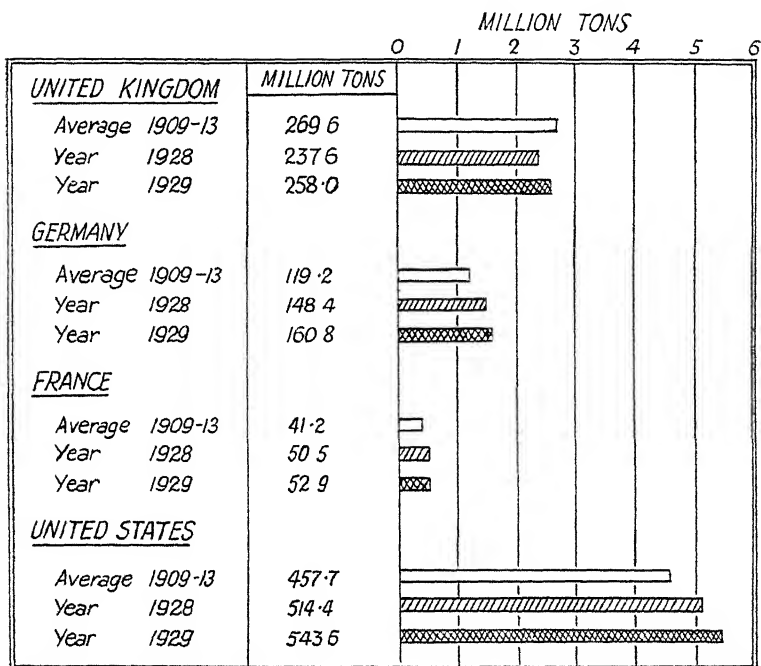 MILLION TONS
0 1 2 3 4 5 6
MILLION TONS
UNITED KINGDOM
Average 1909-13 269 6
Year 1928 237 6
Year 1929 258·0
GERMANY
Average 1909-13 119·2
Year 1928 148 4
Year 1929 160 8
FRANCE
Average 1909-13 41·2
Year 1928 50 5
Year 1929 52 9
UNITED STATES
Average 1909-13 457·7
Year 1928 514·4
Year 1929 543 6